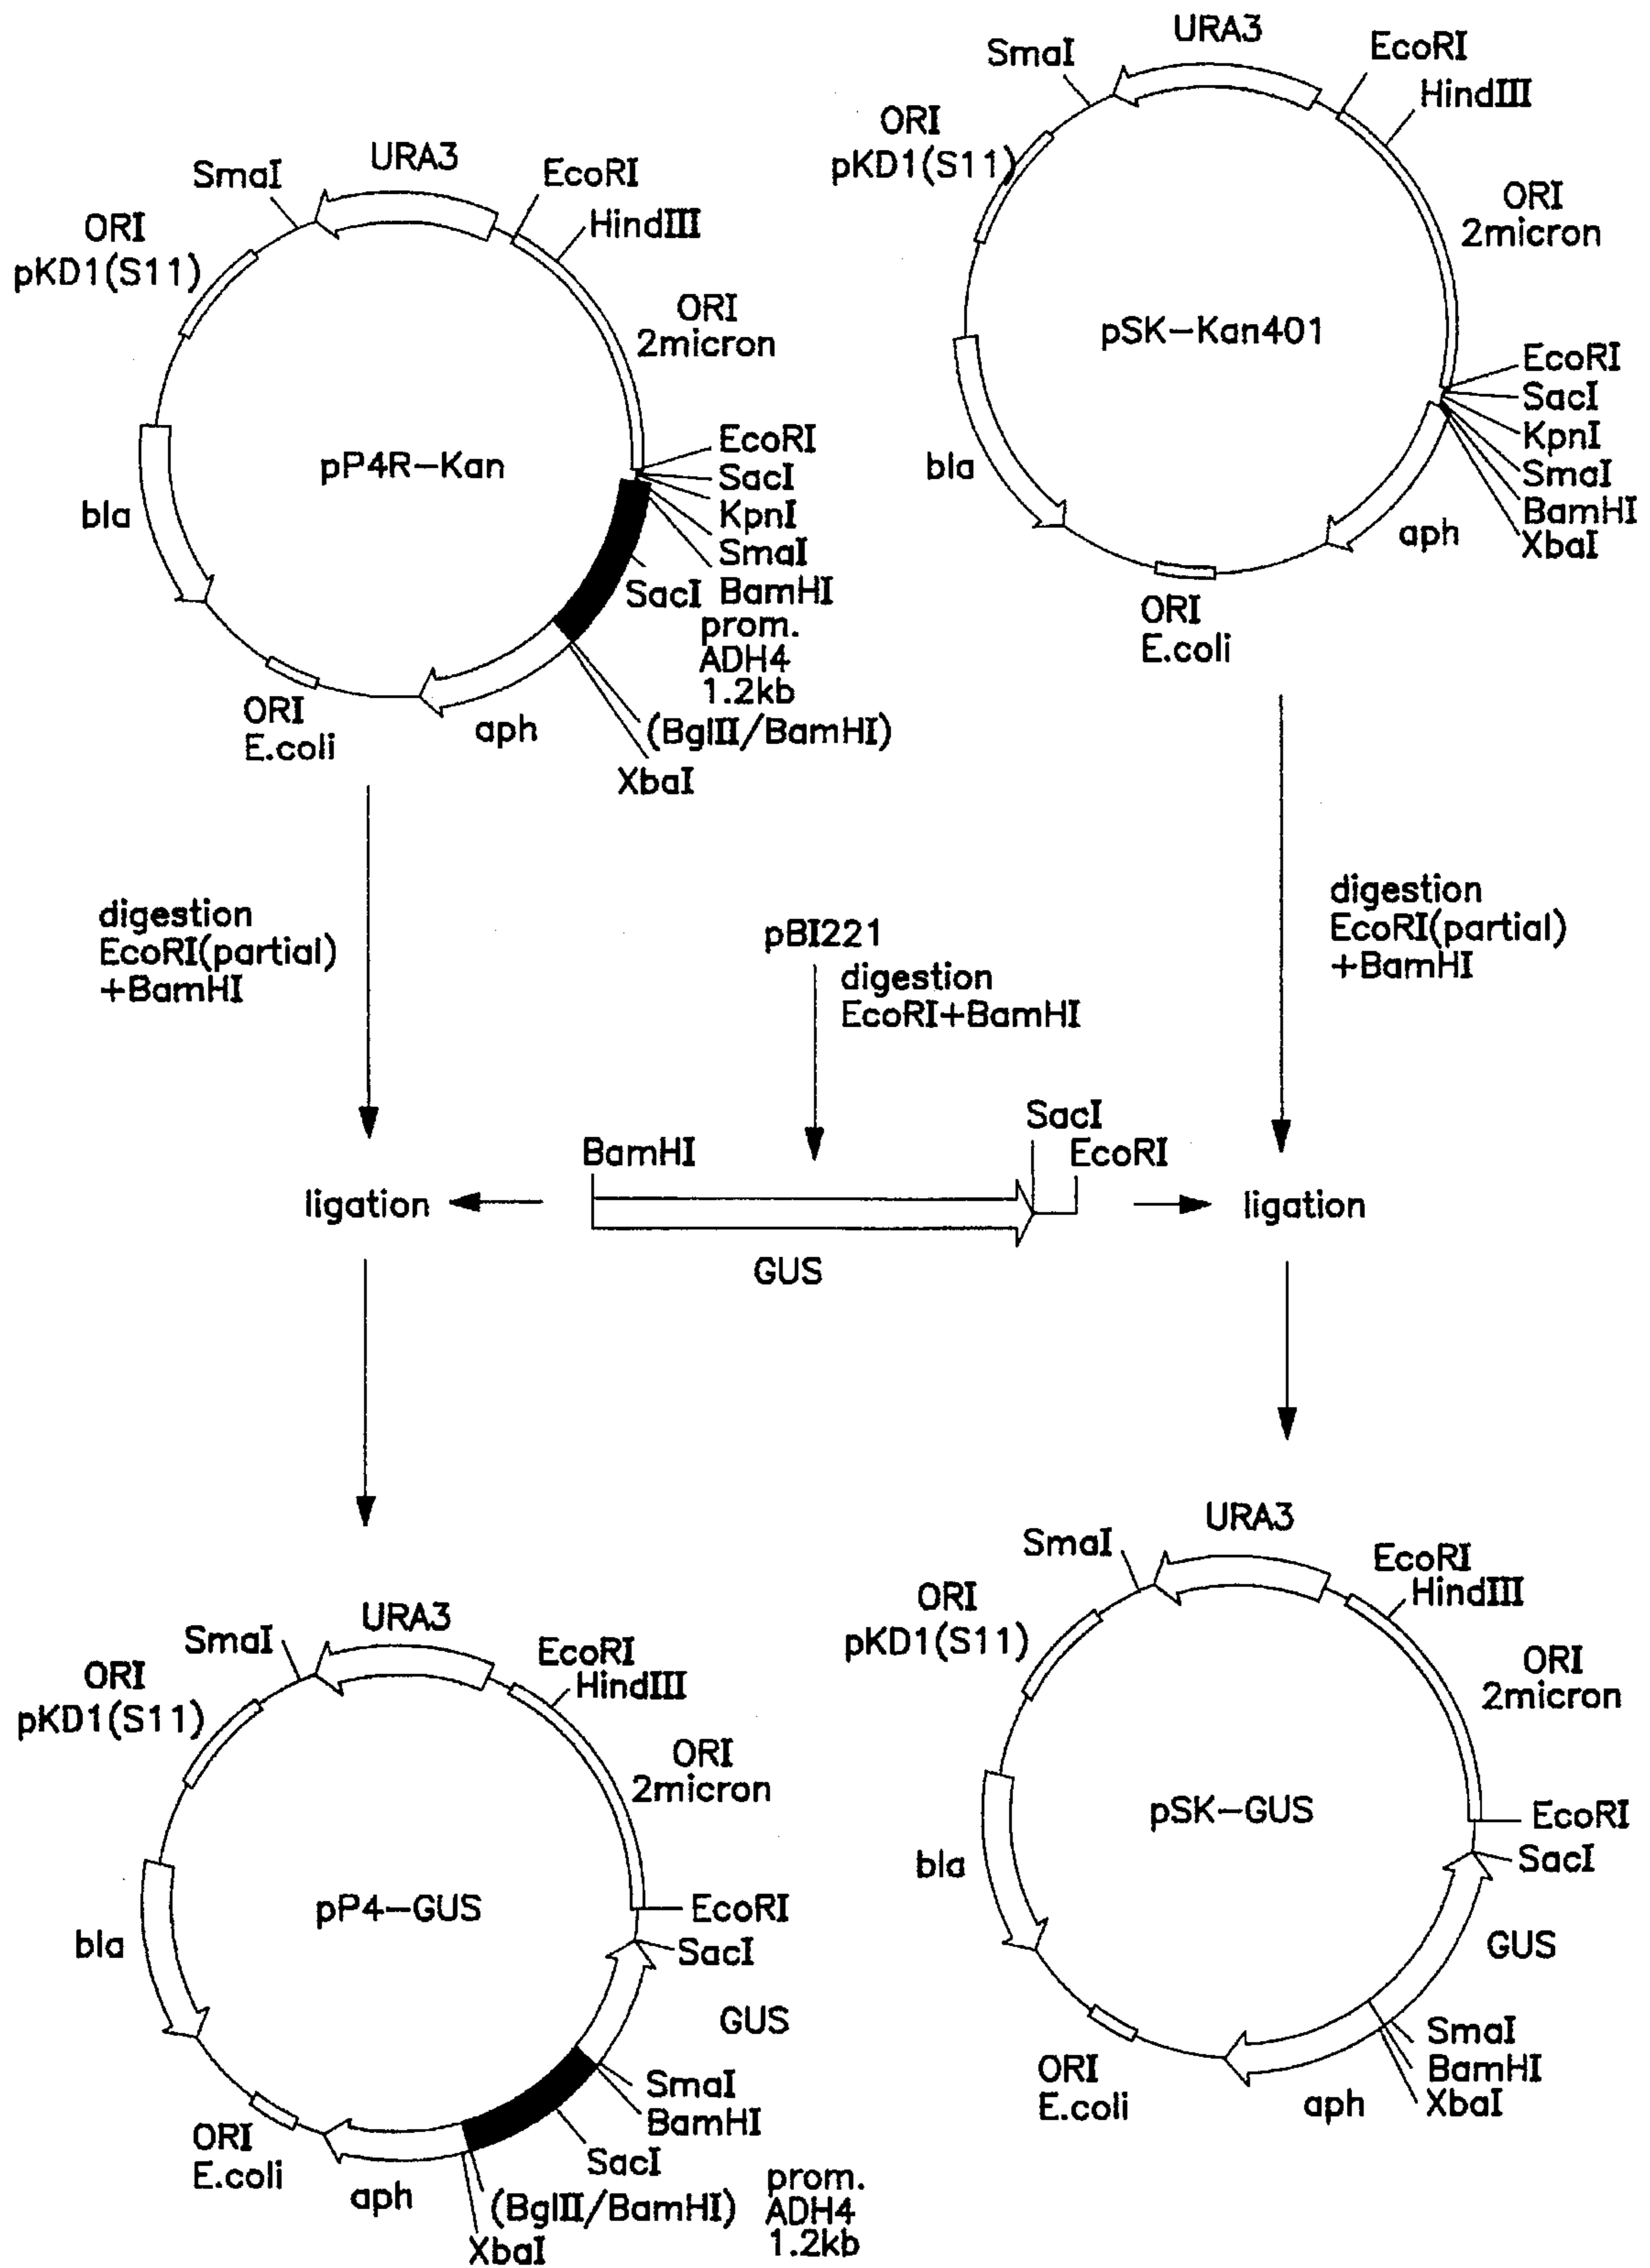 URA3
SmaI
EcoRI
HindIII
ORI
pKD1(S11)
ORI
2micron
pP4R-Kan
EcoRI
SacI
KpnI
SmaI
SacI BamHI
prom.
ADH4
1.2kb
(BglII/BamHI)
XbaI
bla
ORI
E.coli
aph
URA3
SmaI
EcoRI
HindIII
ORI
pKD1(S11)
ORI
2micron
pSK-Kan401
EcoRI
SacI
KpnI
SmaI
BamHI
XbaI
bla
aph
ORI
E.coli
digestion
EcoRI(partial)
+BamHI
pBI221
digestion
EcoRI+BamHI
digestion
EcoRI(partial)
+BamHI
SacI
BamHI
EcoRI
ligation
ligation
GUS
URA3
SmaI
EcoRI
HindIII
ORI
pKD1(S11)
ORI
2micron
pP4-GUS
EcoRI
SacI
bla
GUS
SmaI
BamHI
SacI
ORI
E.coli
aph
(BglII/BamHI)
XbaI
prom.
ADH4
1.2kb
URA3
SmaI
EcoRI
HindIII
ORI
pKD1(S11)
ORI
2micron
pSK-GUS
EcoRI
SacI
bla
GUS
SmaI
BamHI
XbaI
ORI
E.coli
aph